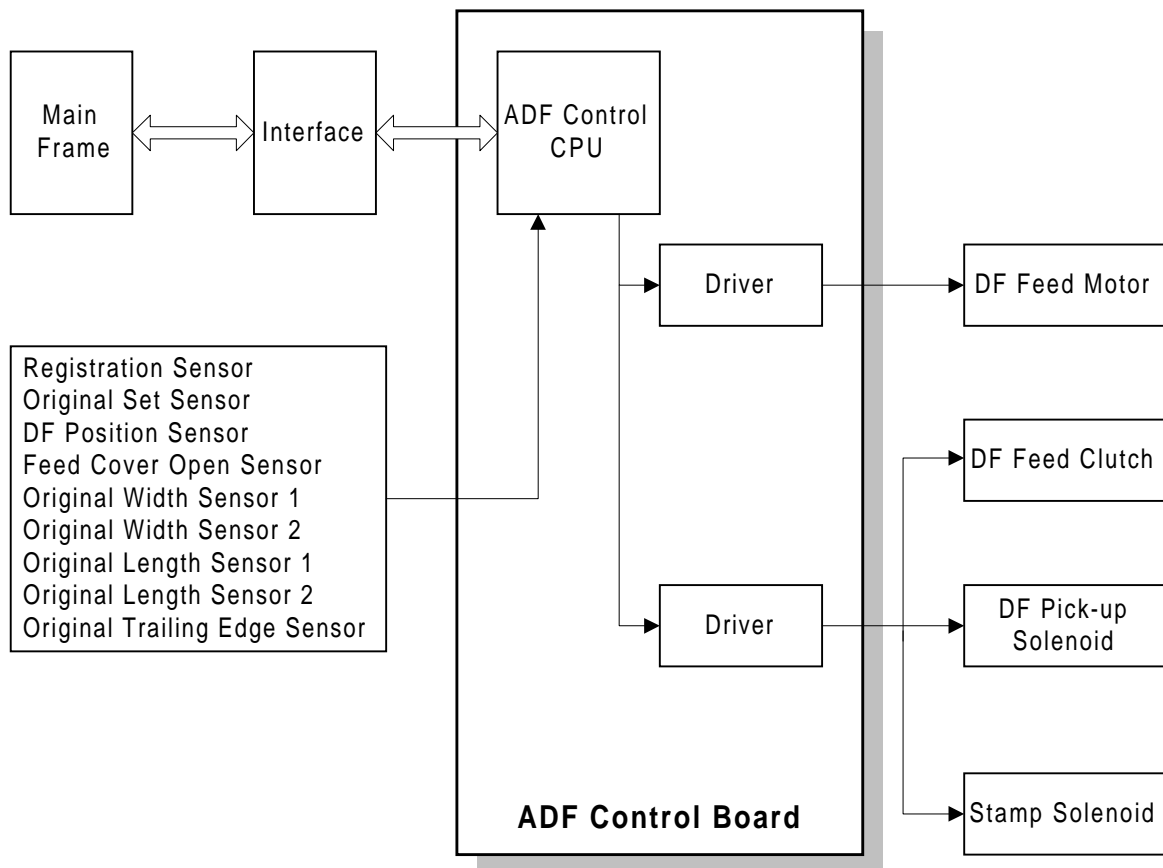 Main
Frame
Interface
ADF Control
CPU
Driver
DF Feed Motor
Registration Sensor
Original Set Sensor
DF Position Sensor
Feed Cover Open Sensor
Original Width Sensor 1
Original Width Sensor 2
Original Length Sensor 1
Original Length Sensor 2
Original Trailing Edge Sensor
DF Feed Clutch
Driver
DF Pick-up
Solenoid
Stamp Solenoid
ADF Control Board